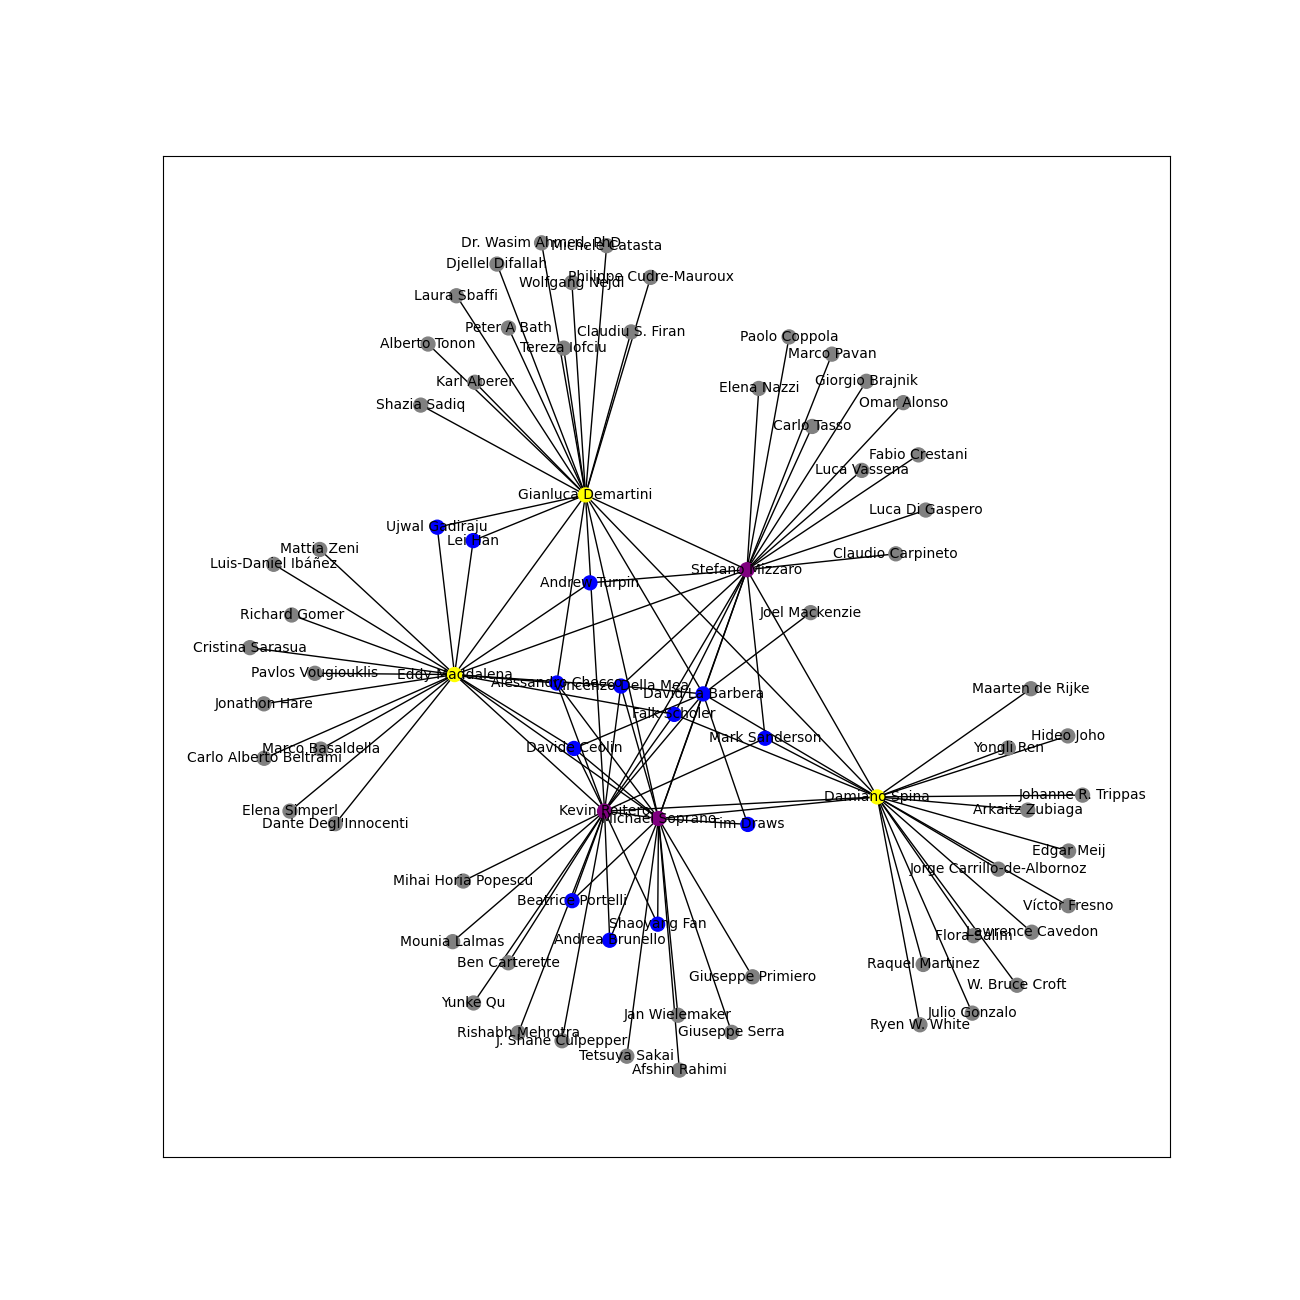 Dr. Wasim Ahmed, PhD
Michele Catasta
Djellel Difallah
Philippe Cudre-Mauroux
Wolfgang Nejdl
Laura Sbaffi
Peter A Bath
Claudiu S. Firan
Paolo Coppola
Alberto Tonon
Tereza Iofciu
Marco Pavan
Karl Aberer
Giorgio Brajnik
Elena Nazzi
Shazia Sadiq
Omar Alonso
Carlo Tasso
Fabio Crestani
Luca Vassena
Gianluca Demartini
Luca Di Gaspero
Ujwal Gadiraju
Lei Han
Mattia Zeni
Claudio Carpineto
Luis-Daniel Ibáñez
Stefano Mizzaro
Andrew Turpin
Richard Gomer
Joel Mackenzie
Cristina Sarasua
Pavlos Vougiouklis
Eddy Maddalena
Alessandro Checco
Vincenzo Della Mea
David La Barbera
Maarten de Rijke
Jonathon Hare
Falk Scholer
Mark Sanderson
Hideo Joho
Marco Basaldella
Davide Ceolin
Yongli Ren
Carlo Alberto Beltrami
Damiano Spina
Johanne R. Trippas
Elena Simperl
Kevin Roitero
Arkaitz Zubiaga
Michael Soprano
Dante Degl'Innocenti
Tim Draws
Edgar Meij
Jorge Carrillo-de-Albornoz
Mihai Horia Popescu
Beatrice Portelli
Víctor Fresno
Shaoyang Fan
Lawrence Cavedon
Flora Salim
Mounia Lalmas
Andrea Brunello
Ben Carterette
Raquel Martinez
Giuseppe Primiero
W. Bruce Croft
Yunke Qu
Jan Wielemaker
Julio Gonzalo
Ryen W. White
Rishabh Mehrotra
Giuseppe Serra
J. Shane Culpepper
Tetsuya Sakai
Afshin Rahimi